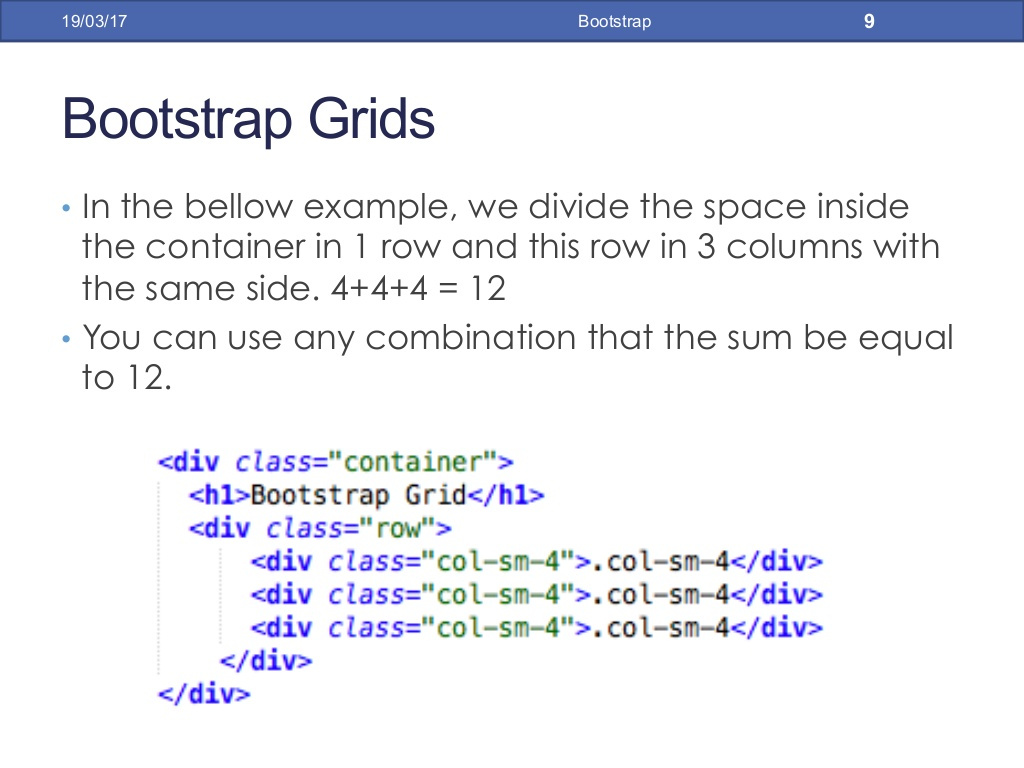 19/03/17 Bootstrap 9
Bootstrap Grids
• In the bellow example, we divide the space inside
the container in 1 row and this row in 3 columns with
the same side. 4+4+4 = 12
• You can use any combination that the sum be equal
to 12.
<div class="container">
<h1>Bootstrap Grid</h1>
<div class="row">
<div class="col-sm-4">.col-sm-4</div>
<div class="col-sm-4">.col-sm-4</div>
<div class="col-sm-4">.col-sm-4</div>
</div>
</div>